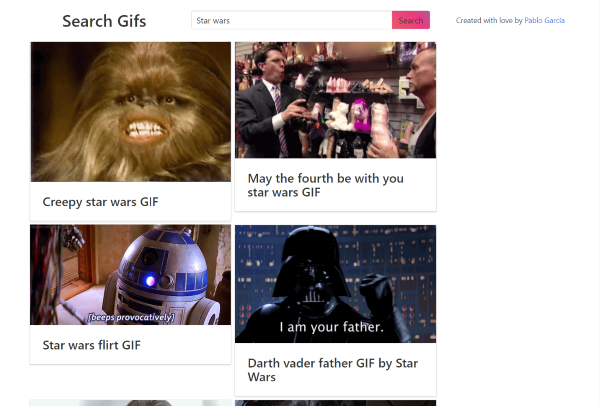 Search Gifs
Star wars
Search
Created with love by Pablo García
Creepy star wars GIF
May the fourth be with you
star wars GIF
[beeps provocatively]
Star wars flirt GIF
I am your father.
Darth vader father GIF by Star
Wars